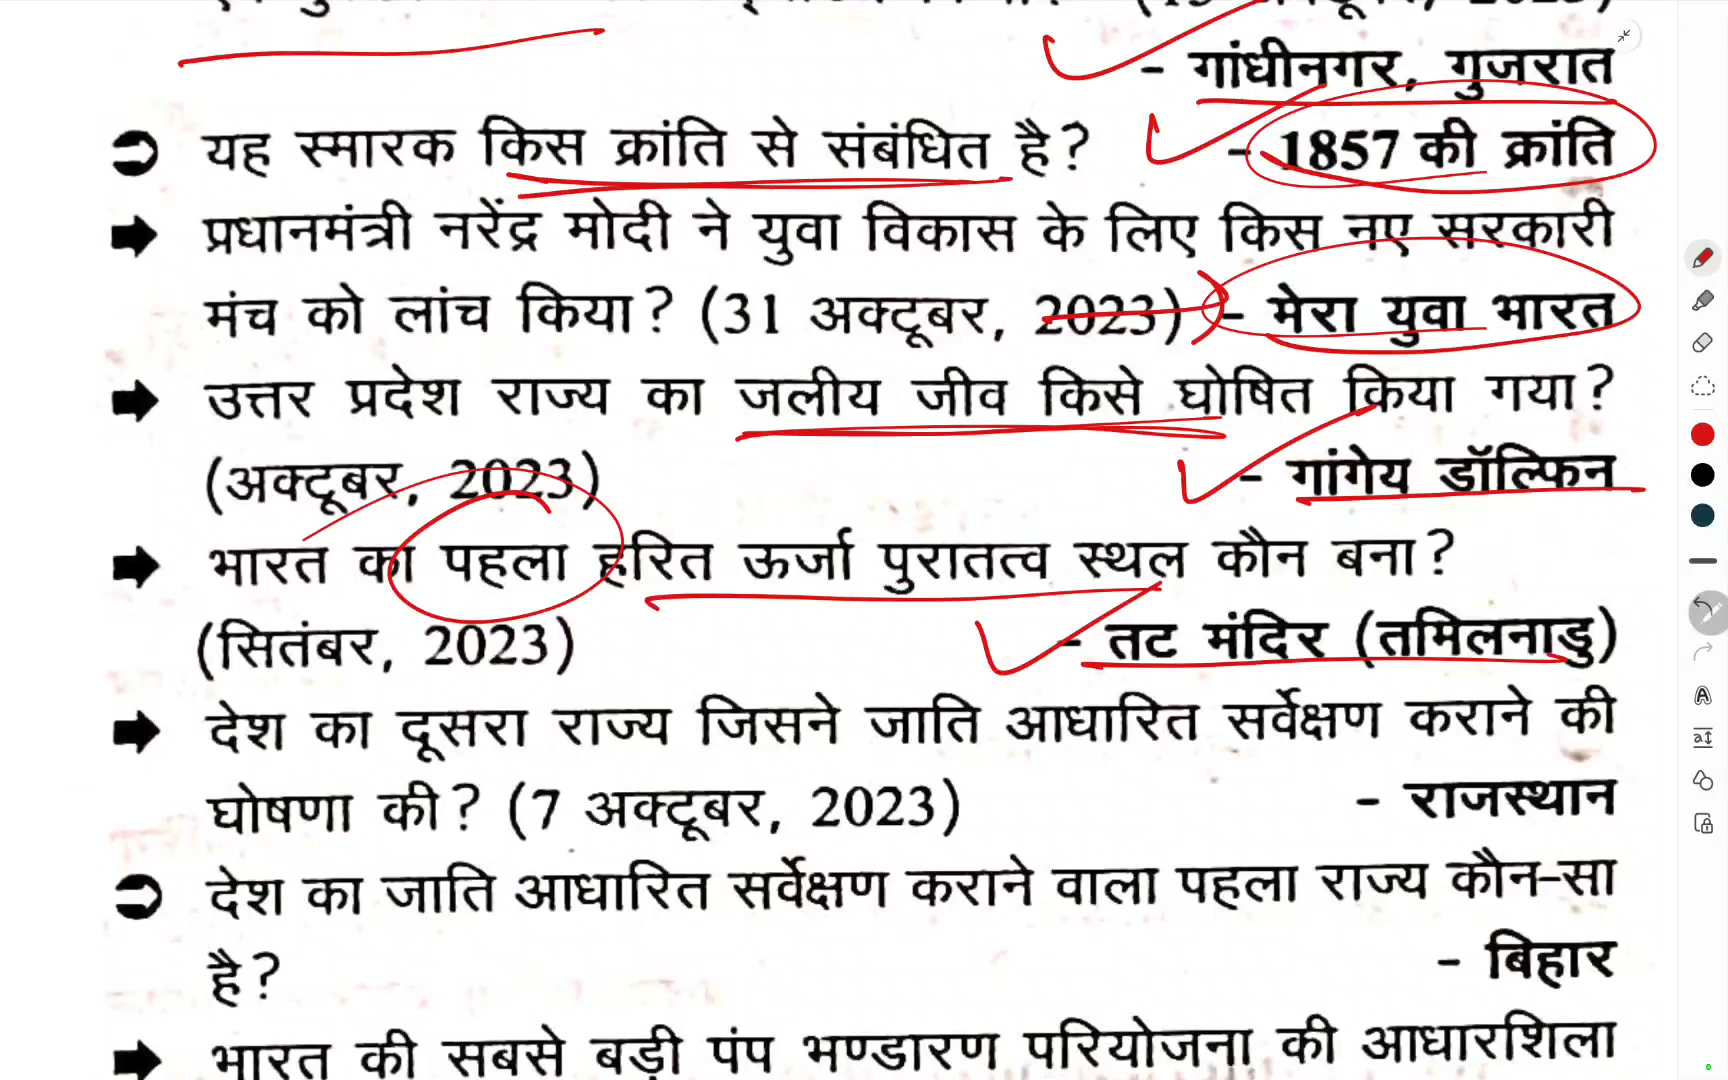 - गांधीनगर, गुजरात
यह स्मारक किस क्रांति से संबंधित है? - 1857 की क्रांति
प्रधानमंत्री नरेंद्र मोदी ने युवा विकास के लिए किस नए सरकारी
मंच को लांच किया? (31 अक्टूबर, 2023) - मेरा युवा भारत
उत्तर प्रदेश राज्य का जलीय जीव किसे घोषित किया गया?
(अक्टूबर, 2023) - गांगेय डॉल्फिन
भारत का पहला हरित ऊर्जा पुरातत्व स्थल कौन बना?
(सितंबर, 2023) - तट मंदिर (तमिलनाडु)
देश का दूसरा राज्य जिसने जाति आधारित सर्वेक्षण कराने की
घोषणा की? (7 अक्टूबर, 2023) - राजस्थान
देश का जाति आधारित सर्वेक्षण कराने वाला पहला राज्य कौन-सा
है? - बिहार
भारत की सबसे बड़ी पंप भण्डारण परियोजना की आधारशिला